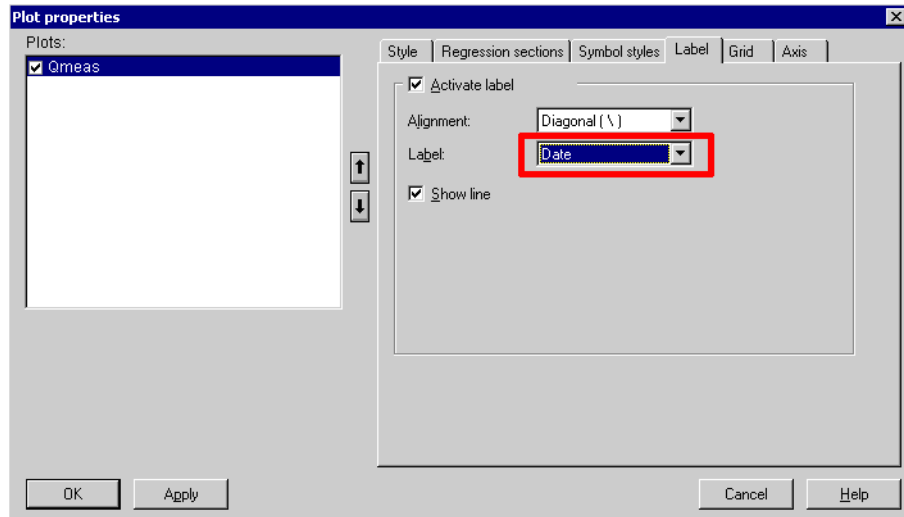 Plot properties
Plots:
Qmeas
Style Regression sections Symbol styles Label Grid Axis
Activate label
Alignment: Diagonal ( \ )
Label: Date
Show line
OK Apply Cancel Help